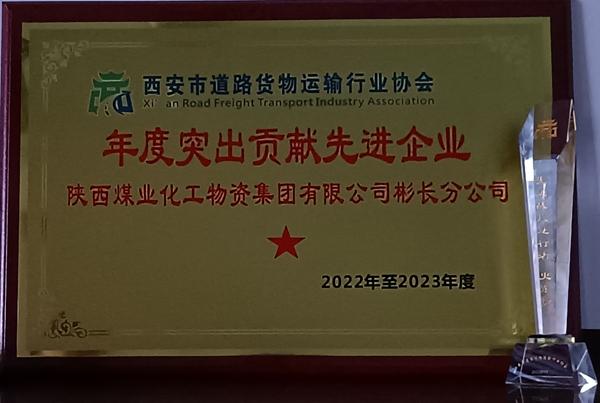 西安市道路货物运输行业协会
Xi'an Road Freight Transport Industry Association
年度突出贡献先进企业
陕西煤业化工物资集团有限公司彬长分公司
2022年至2023年度